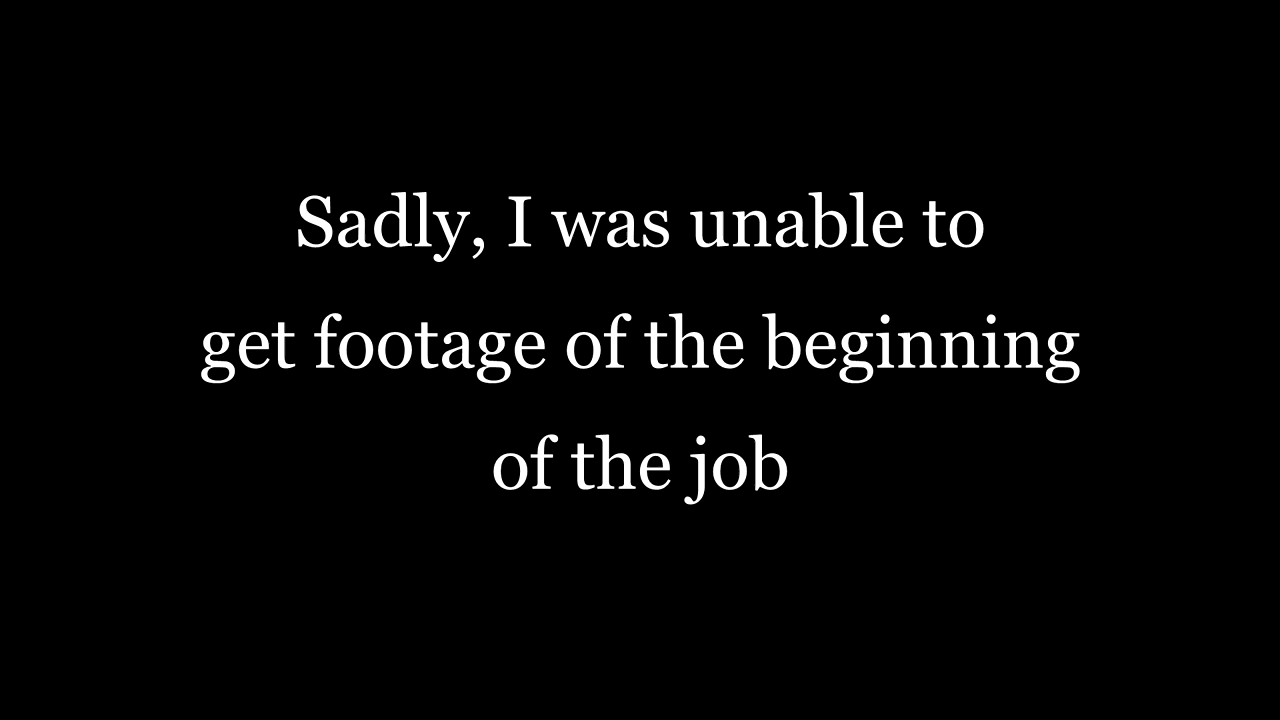 Sadly, I was unable to
get footage of the beginning
of the job